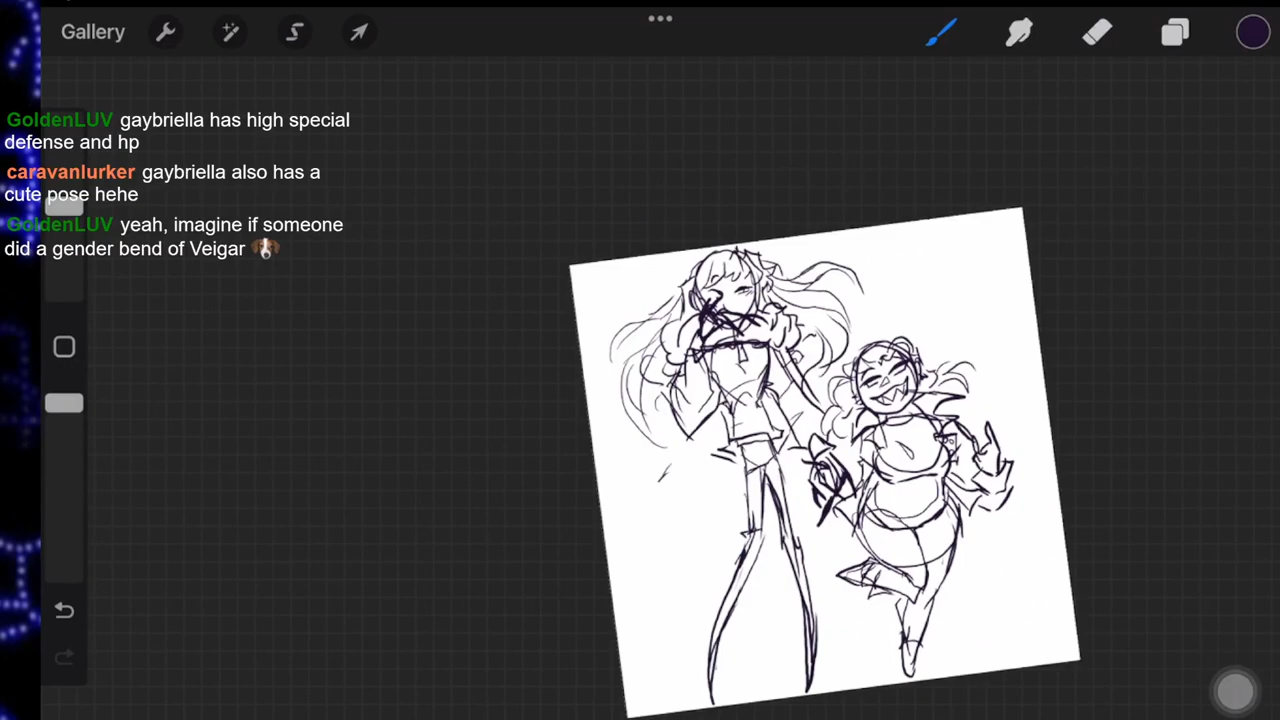 Gallery
GoldenLUV gaybriella has high special
defense and hp
caravanlurker gaybriella also has a
cute pose hehe
GoldenLUV yeah, imagine if someone
did a gender bend of Veigar